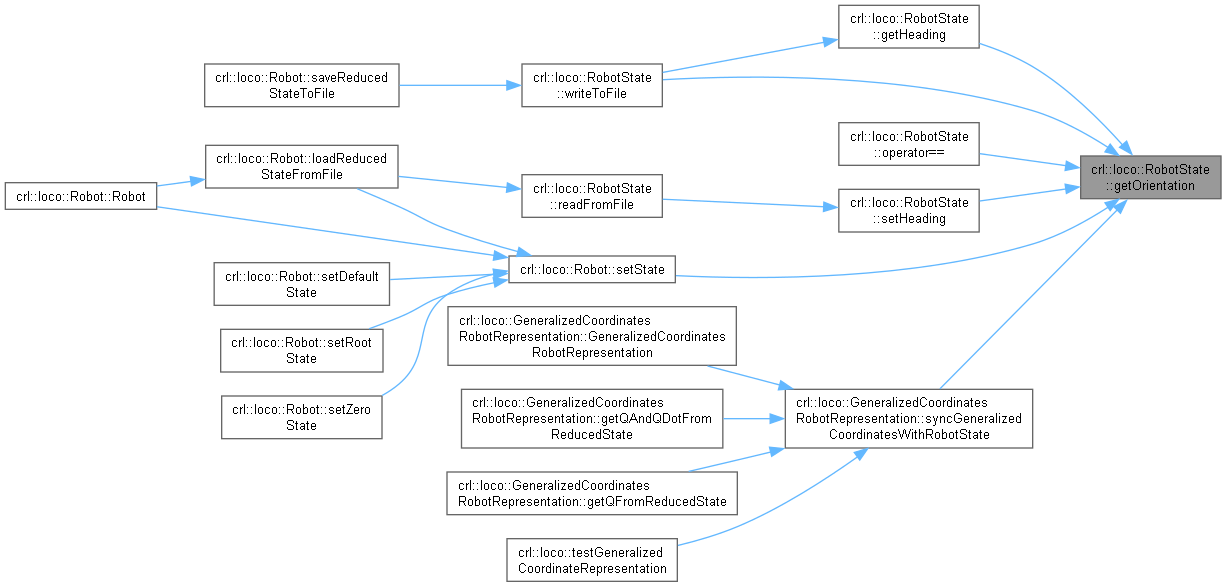 crl::loco::RobotState
::getHeading
crl::loco::Robot::saveReduced
StateToFile
crl::loco::RobotState
::writeToFile
crl::loco::RobotState
::operator==
crl::loco::Robot::loadReduced
StateFromFile
crl::loco::RobotState
::getOrientation
crl::loco::Robot::Robot
crl::loco::RobotState
::readFromFile
crl::loco::RobotState
::setHeading
crl::loco::Robot::setState
crl::loco::Robot::setDefault
State
crl::loco::GeneralizedCoordinates
RobotRepresentation::GeneralizedCoordinates
RobotRepresentation
crl::loco::Robot::setRoot
State
crl::loco::Robot::setZero
State
crl::loco::GeneralizedCoordinates
RobotRepresentation::getQAndQDotFrom
ReducedState
crl::loco::GeneralizedCoordinates
RobotRepresentation::syncGeneralized
CoordinatesWithRobotState
crl::loco::GeneralizedCoordinates
RobotRepresentation::getQFromReducedState
crl::loco::testGeneralized
CoordinateRepresentation